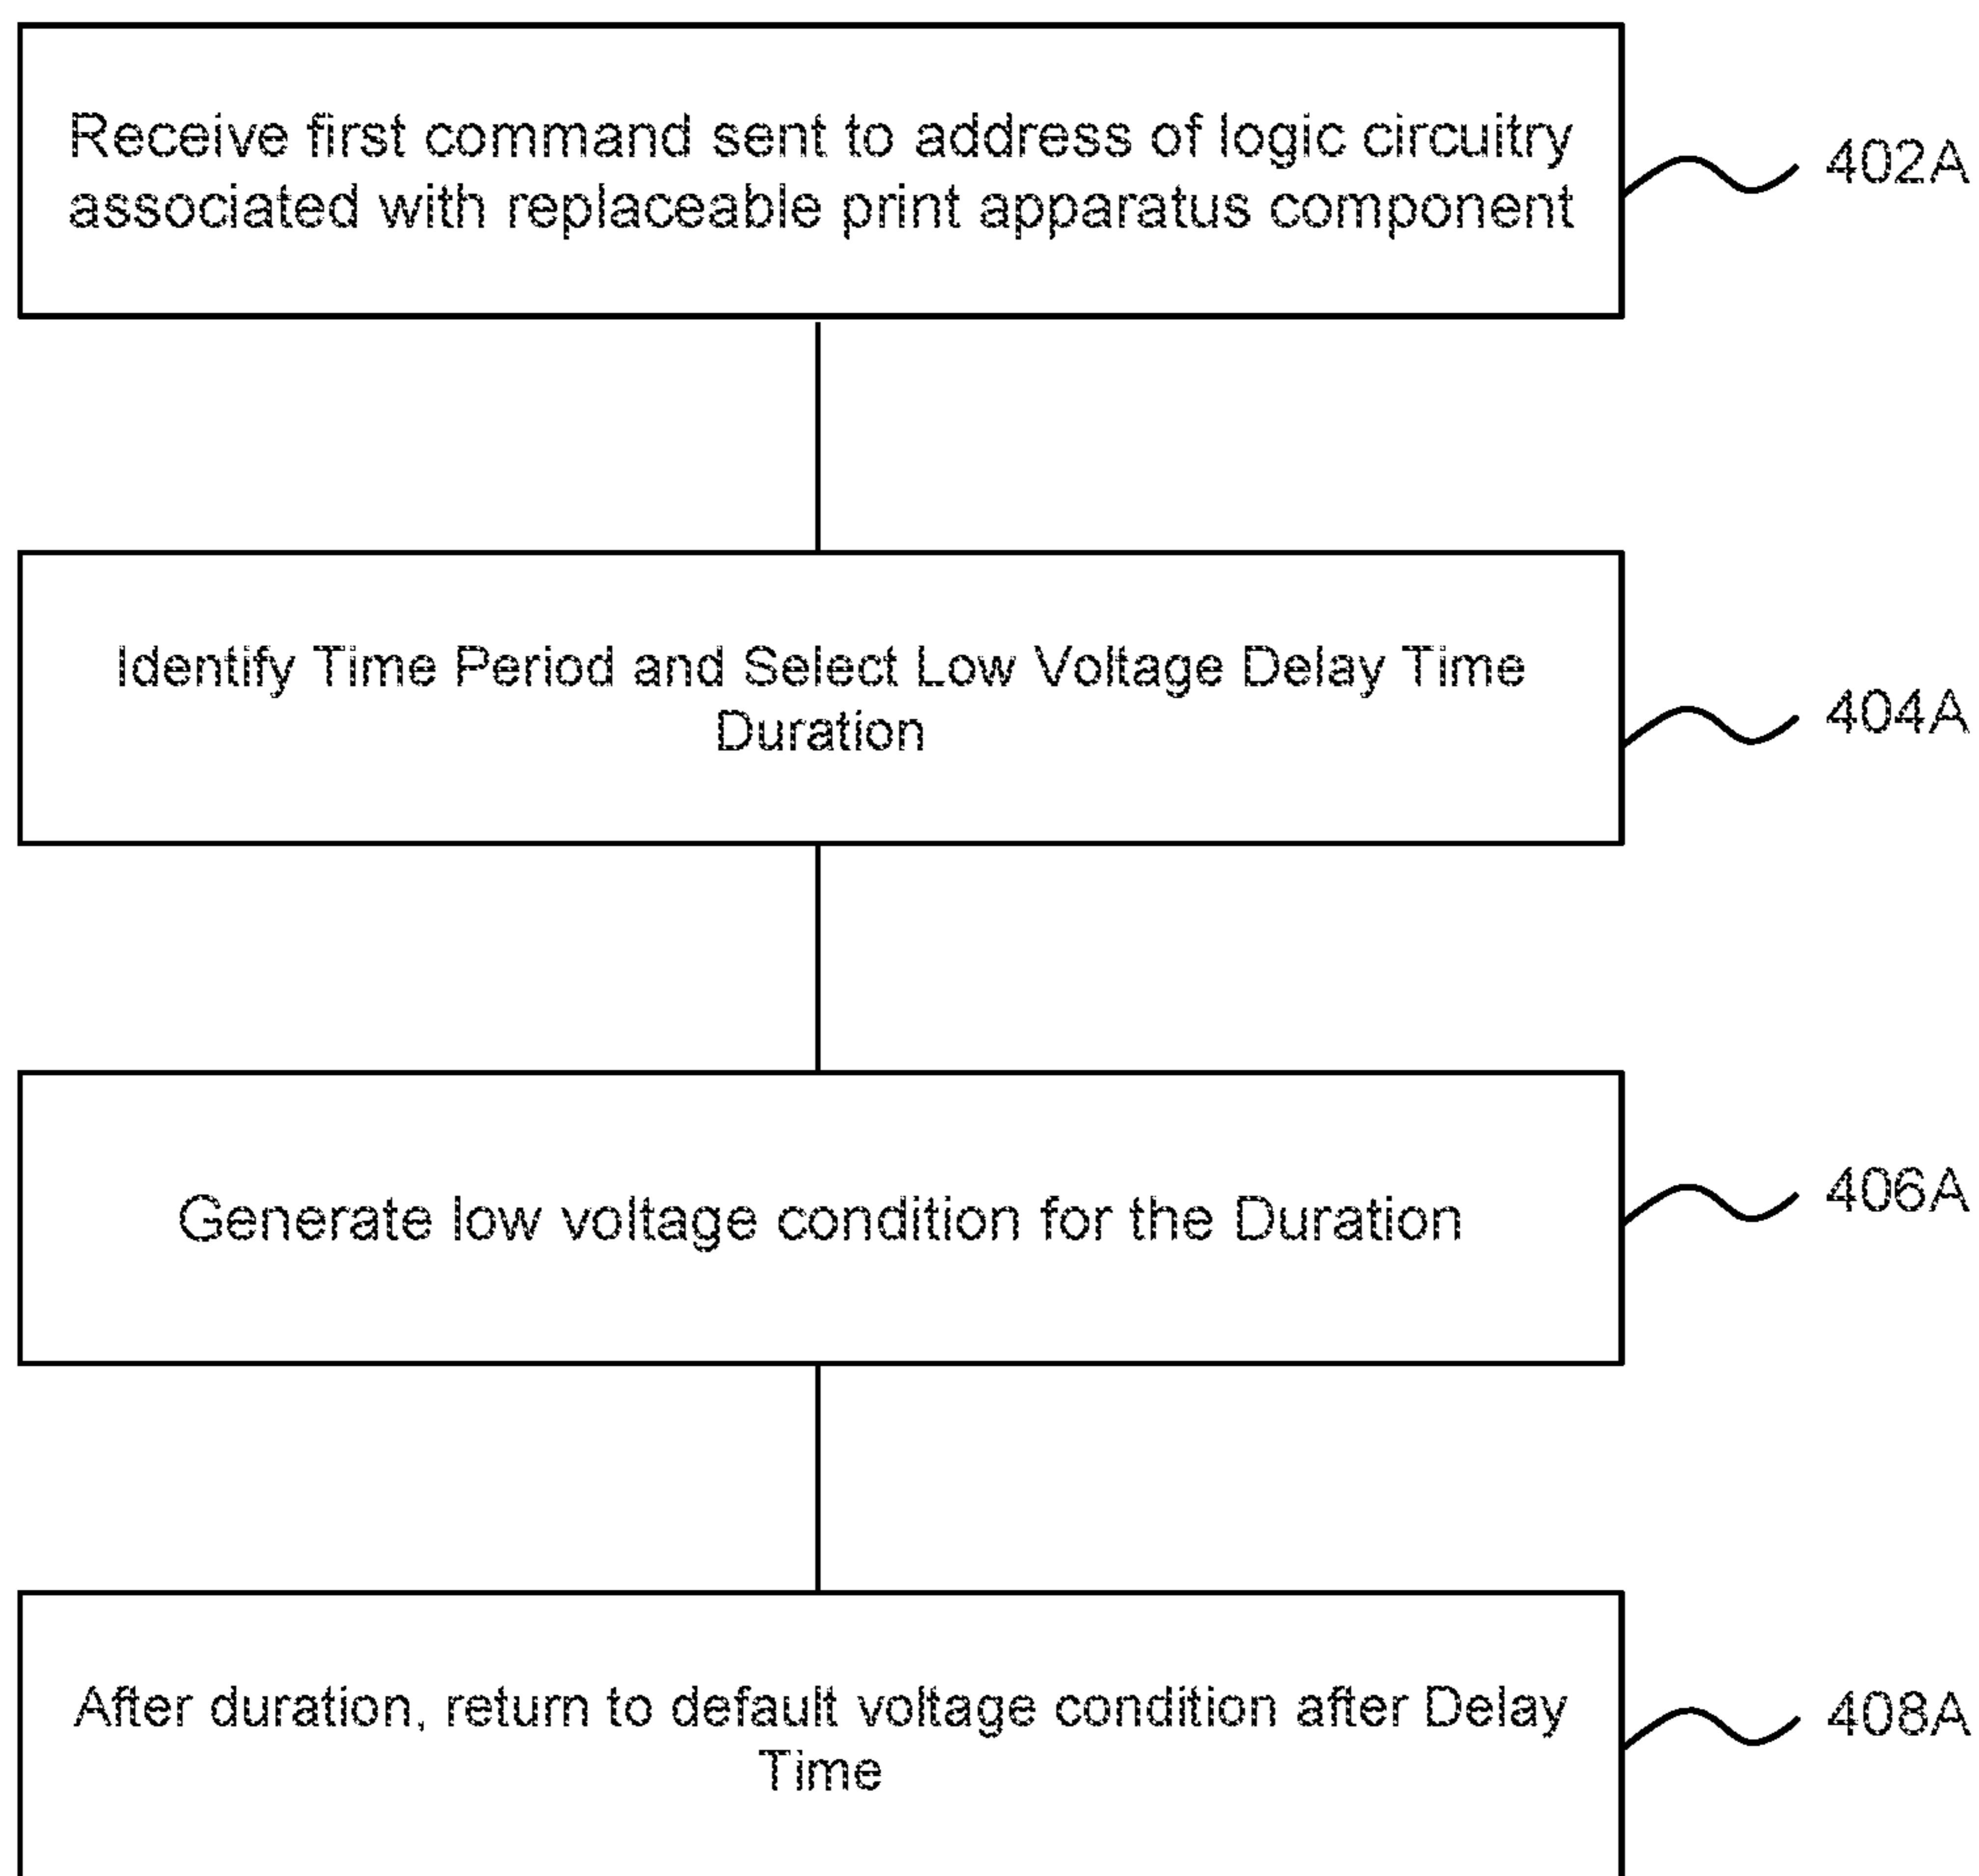 Receive first command sent to address of logic circuitry
associated with replaceable print apparatus component
402A
Identify Time Period and Select Low Voltage Delay Time
Duration
404A
Generate low voltage condition for the Duration
406A
After duration, return to default voltage condition after Delay
Time
408A